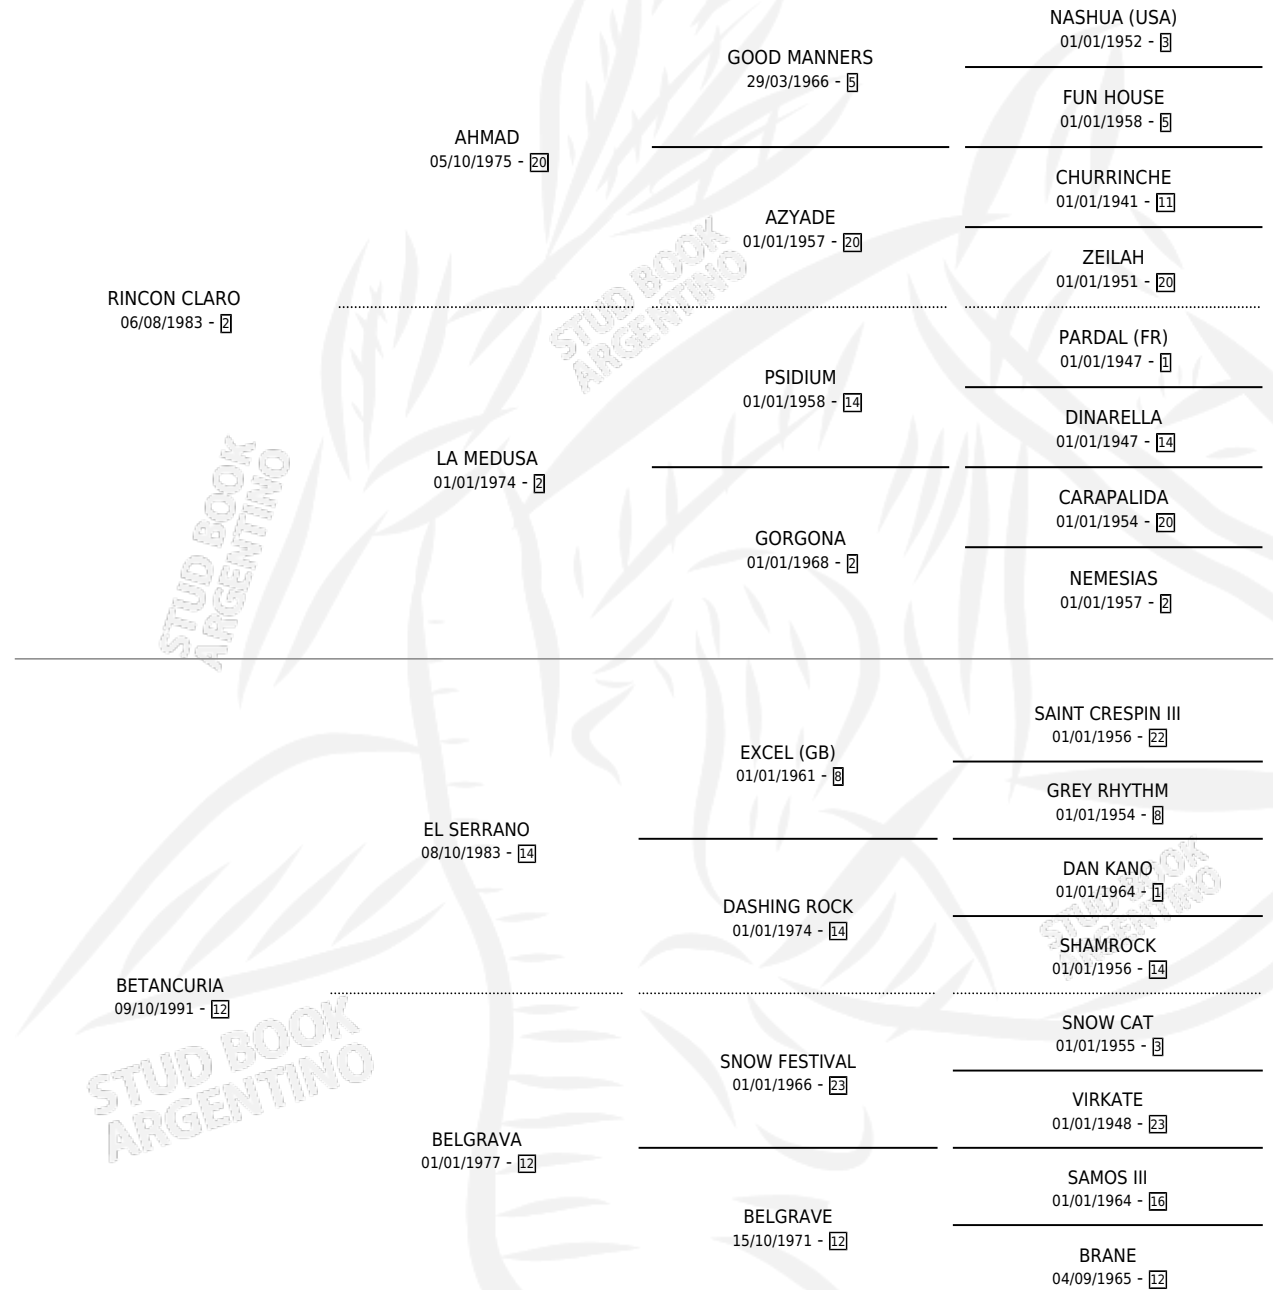 NASHUA (USA)
01/01/1952 - 3
GOOD MANNERS
29/03/1966 - 5
FUN HOUSE
01/01/1958 - 5
AHMAD
05/10/1975 - 20
CHURRINCHE
01/01/1941 - 11
AZYADE
01/01/1957 - 20
ZEILAH
01/01/1951 - 20
RINCON CLARO
06/08/1983 - 2
PARDAL (FR)
01/01/1947 - 1
PSIDIUM
01/01/1958 - 14
DINARELLA
01/01/1947 - 14
LA MEDUSA
01/01/1974 - 2
CARAPALIDA
01/01/1954 - 20
GORGONA
01/01/1968 - 2
NEMESIAS
01/01/1957 - 2
STUD BOOK
ARGENTINO
STUD BOOK
ARGENTINO
SAINT CRESPIN III
01/01/1956 - 22
EXCEL (GB)
01/01/1961 - 8
GREY RHYTHM
01/01/1954 - 8
EL SERRANO
08/10/1983 - 14
DAN KANO
01/01/1964 - 1
DASHING ROCK
01/01/1974 - 14
SHAMROCK
01/01/1956 - 14
BETANCURIA
09/10/1991 - 12
SNOW CAT
01/01/1955 - 3
SNOW FESTIVAL
01/01/1966 - 23
VIRKATE
01/01/1948 - 23
BELGRAVA
01/01/1977 - 12
SAMOS III
01/01/1964 - 16
BELGRAVE
15/10/1971 - 12
BRANE
04/09/1965 - 12
STUD BOOK
ARGENTINO
STUD BOOK
ARGENTINO